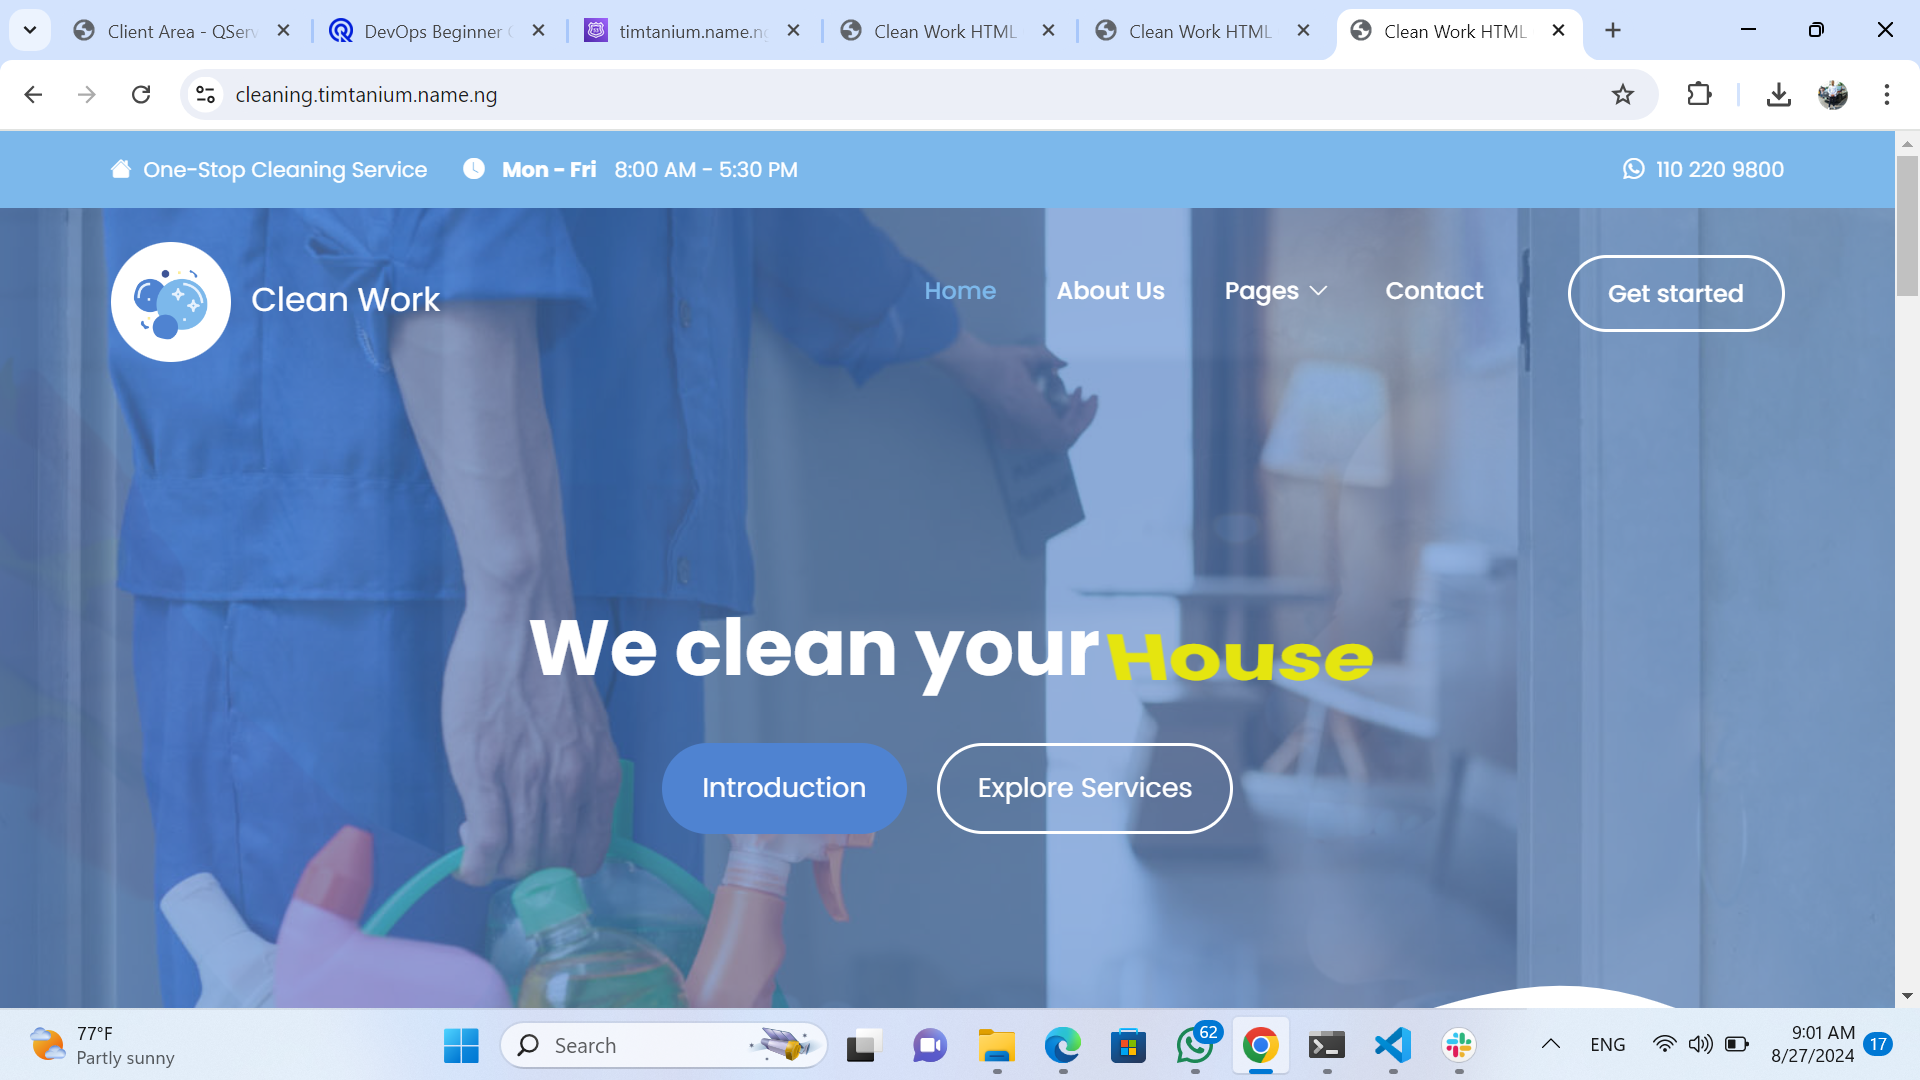 Client Area - QServ
DevOps Beginner
timtanium.name.ng
Clean Work HTML
Clean Work HTML
Clean Work HTML
cleaning.timtanium.name.ng
One-Stop Cleaning Service
Mon - Fri 8:00 AM - 5:30 PM
110 220 9800
Clean Work
Home
About Us
Pages
Contact
Get started
We clean your House
Introduction
Explore Services
77°F
Partly sunny
Search
62
ENG
9:01 AM
8/27/2024
17